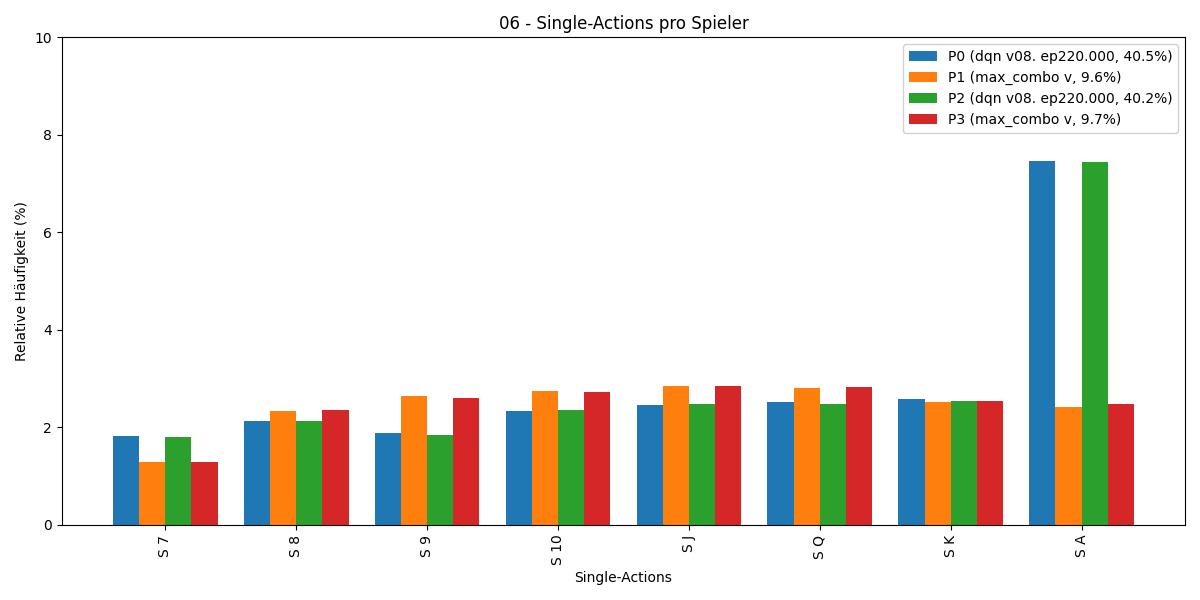 06 - Single-Actions pro Spieler
P0 (dqn v08. ep220.000, 40.5%)
P1 (max_combo v, 9.6%)
P2 (dqn v08. ep220.000, 40.2%)
P3 (max_combo v, 9.7%)
Relative Häufigkeit (%)
10
8
6
4
2
0
S 7
S 8
S 9
S 10
S J
S Q
S K
S A
Single-Actions